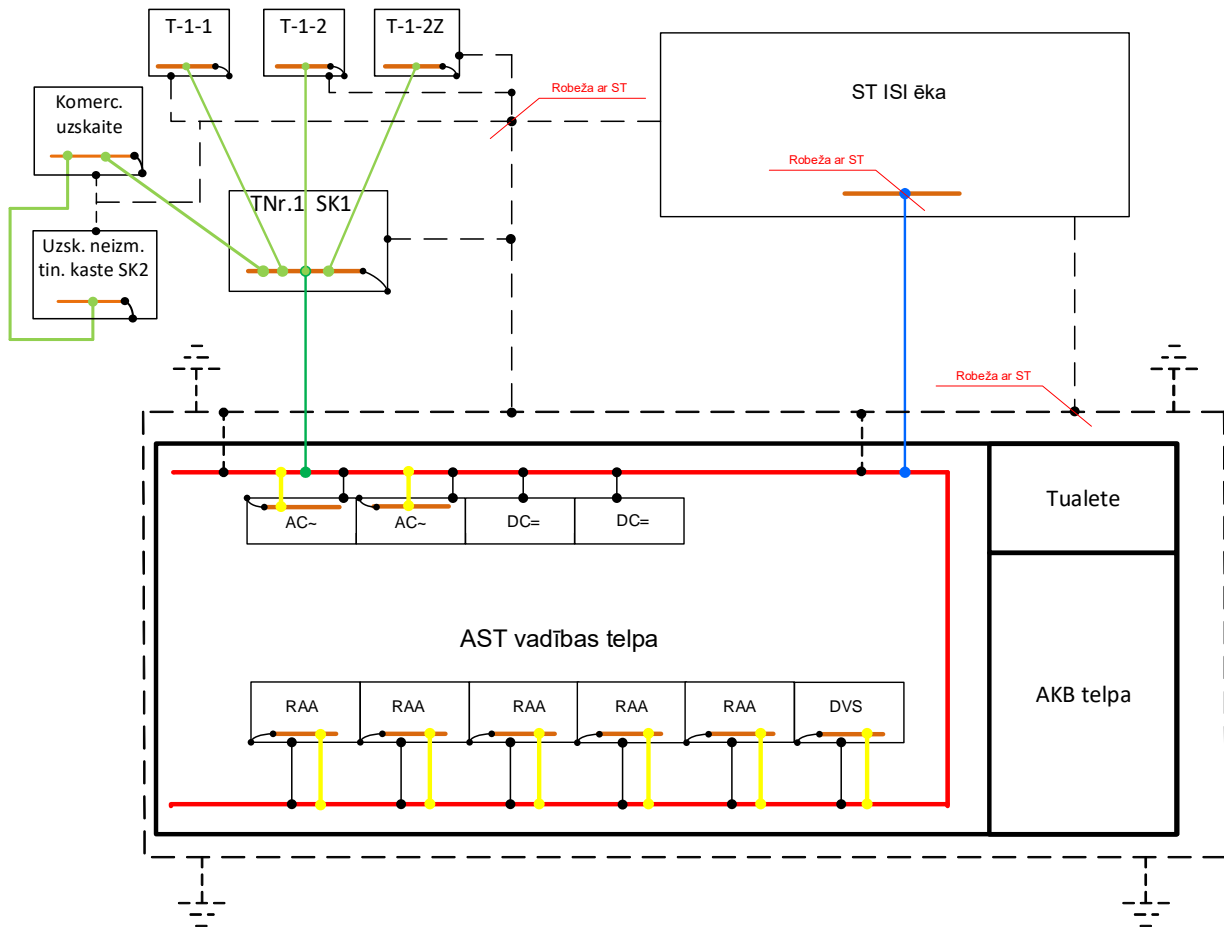 T-1-1
T-1-2
T-1-2Z
Robeža ar ST
ST ISI ēka
Komerc.
uzskaite
Robeža ar ST
TNr.1 SK1
Uzsk. neizm.
tin. kaste SK2
Robeža ar ST
AC~
AC~
DC=
DC=
Tualete
AST vadības telpa
RAA
RAA
RAA
RAA
RAA
DVS
AKB telpa